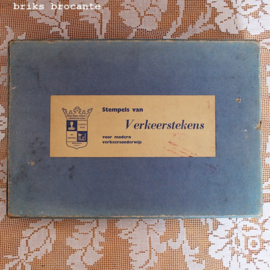 briks brocante
Stempels van
Verkeerstekens
voor modern
verkeersonderwijs